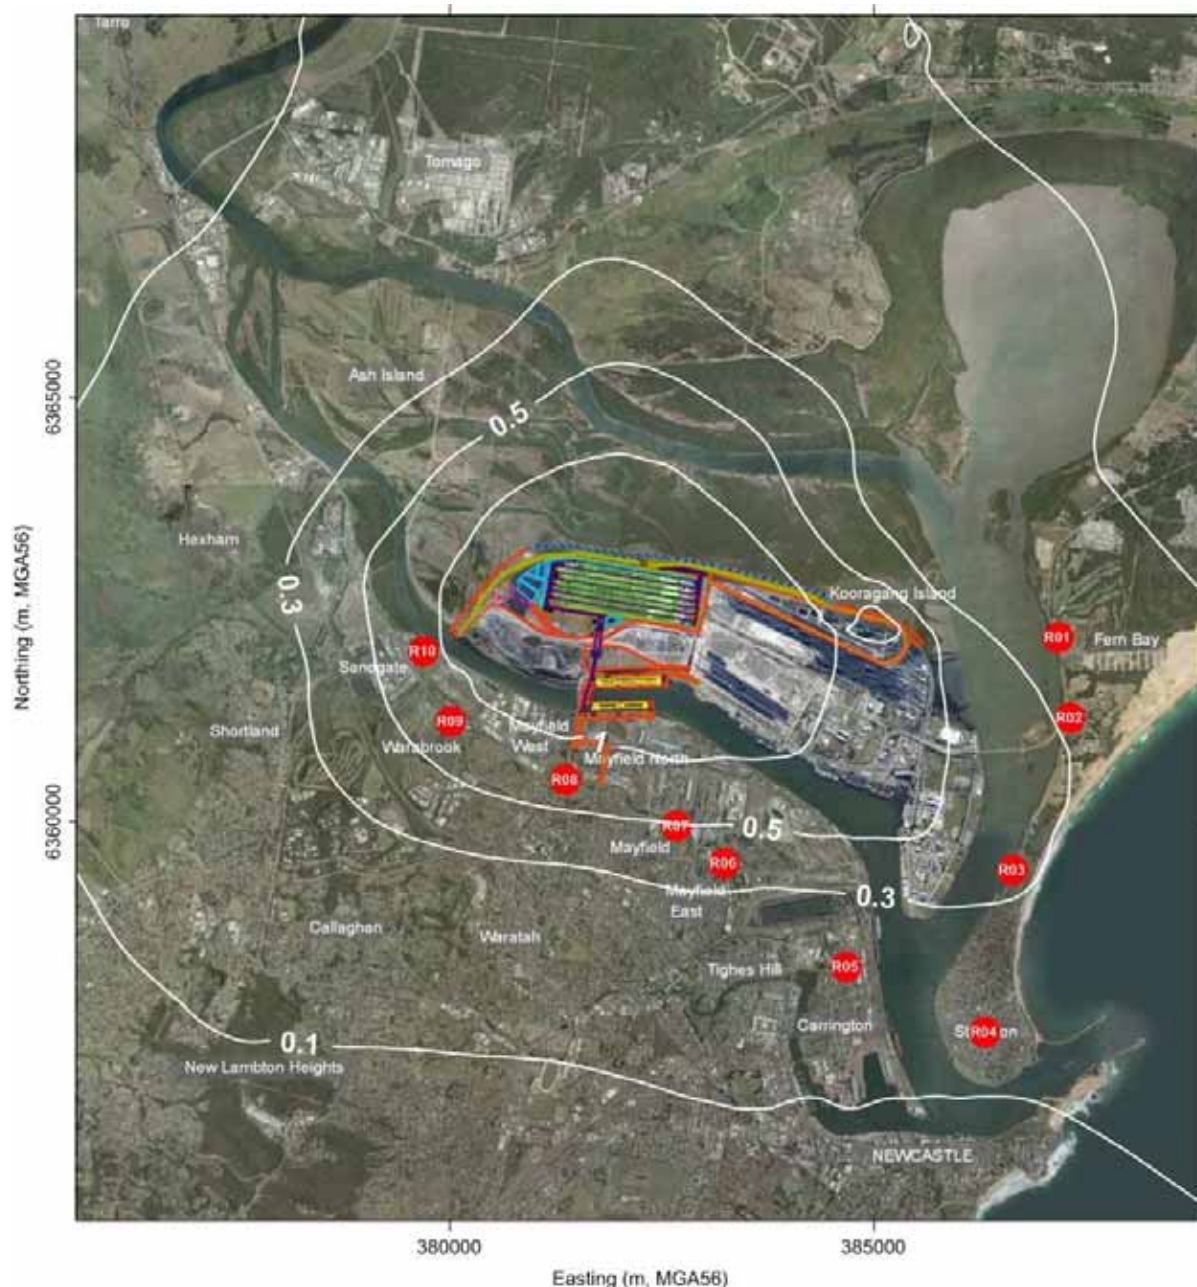 Tarro
Tomago
6365000
Ash Island
0.5
Hexham
0.3
Kooragang Island
R01
Fern Bay
R10
Sandgate
Northing (m, MGA56)
R02
R09
Shortland
Warabrook
Mayfield
West
1
Mayfield North
R08
6360000
R07
0.5
Mayfield
R06
R03
Mayfield
East
0.3
Callaghan
Waratah
R05
Tighes Hill
Carrington
R04
0.1
New Lambton Heights
NEWCASTLE
380000
385000
Easting (m, MGA56)